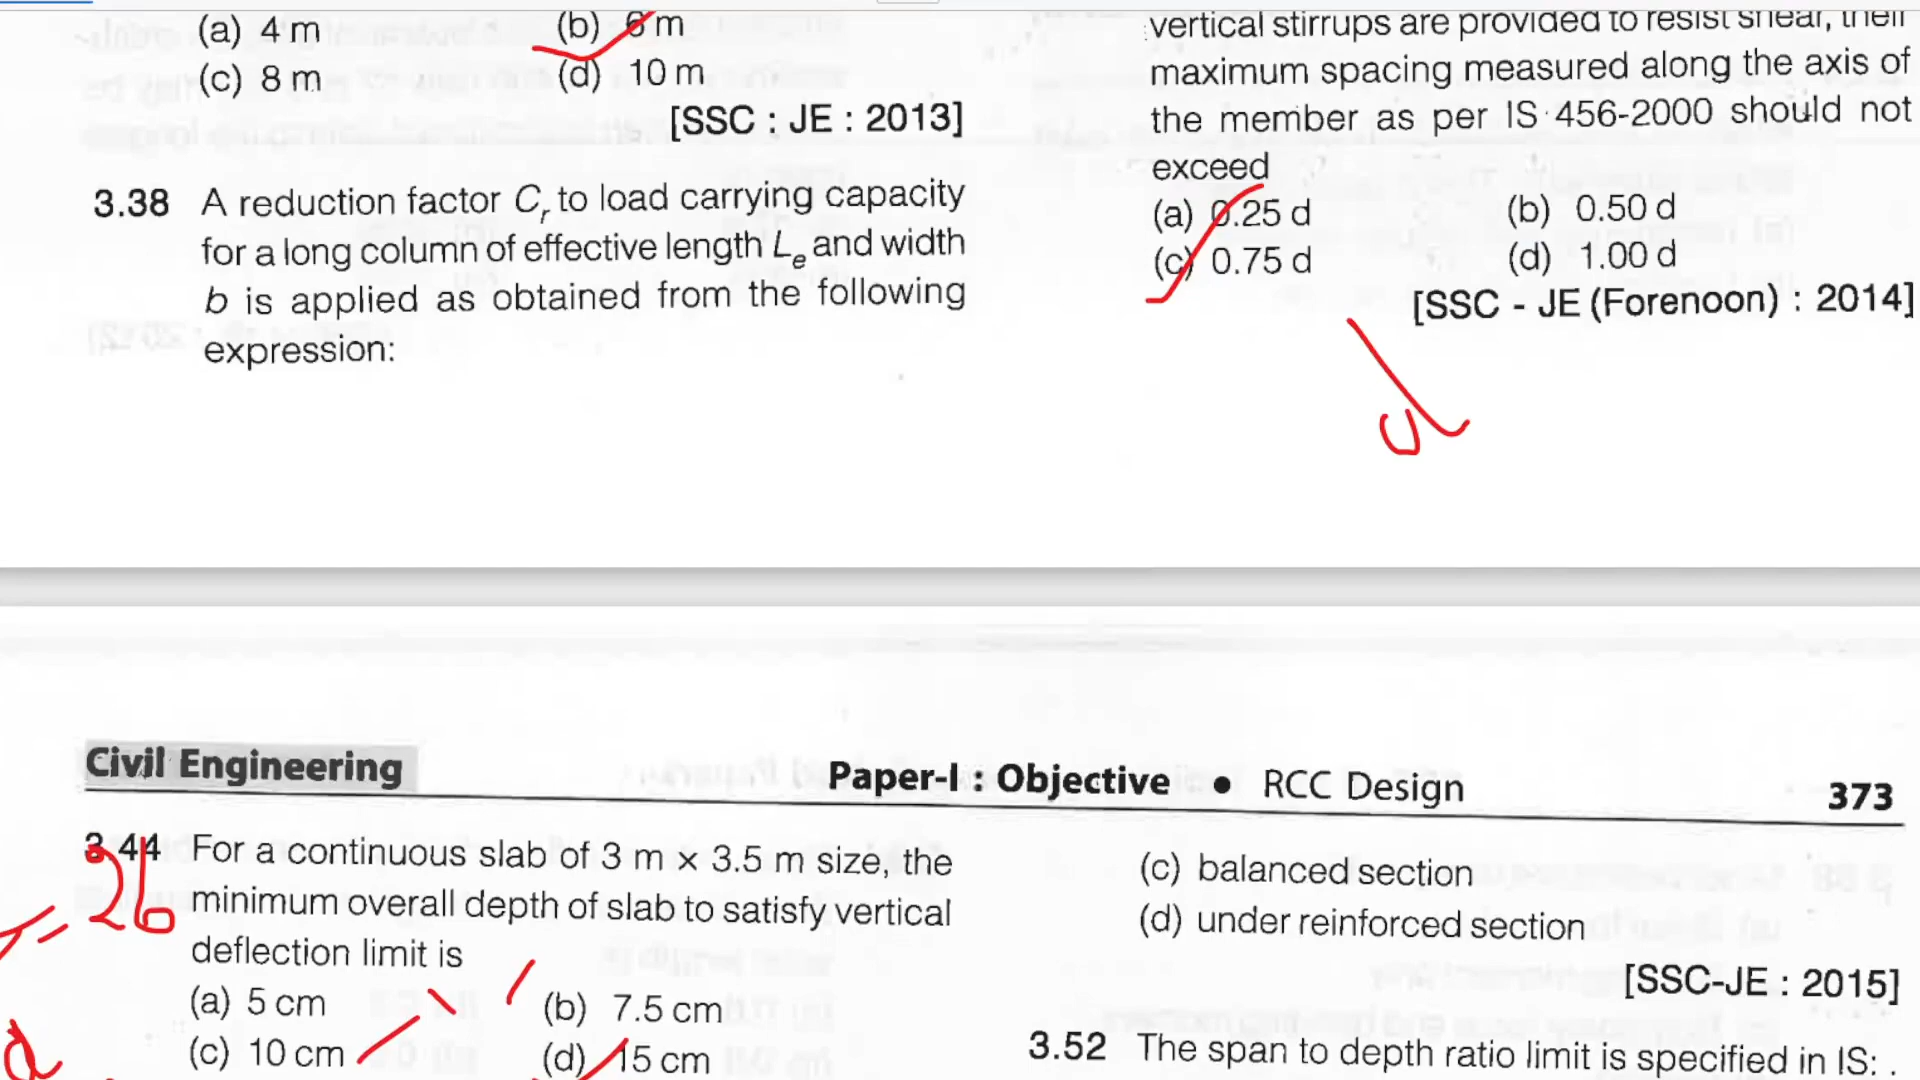 (a) 4 m (b) 6 m
(c) 8 m (d) 10 m
[SSC : JE : 2013]
3.38 A reduction factor Cr to load carrying capacity
for a long column of effective length Le and width
b is applied as obtained from the following
expression:
vertical stirrups are provided to resist shear, their
maximum spacing measured along the axis of
the member as per IS 456-2000 should not
exceed
(a) 0.25 d (b) 0.50 d
(c) 0.75 d (d) 1.00 d
[SSC - JE (Forenoon) : 2014]
Civil Engineering Paper-I : Objective • RCC Design 373
3.44 For a continuous slab of 3 m × 3.5 m size, the
minimum overall depth of slab to satisfy vertical
deflection limit is
(a) 5 cm (b) 7.5 cm
(c) 10 cm (d) 15 cm
= 26
d
(c) balanced section
(d) under reinforced section
[SSC-JE : 2015]
3.52 The span to depth ratio limit is specified in IS: .